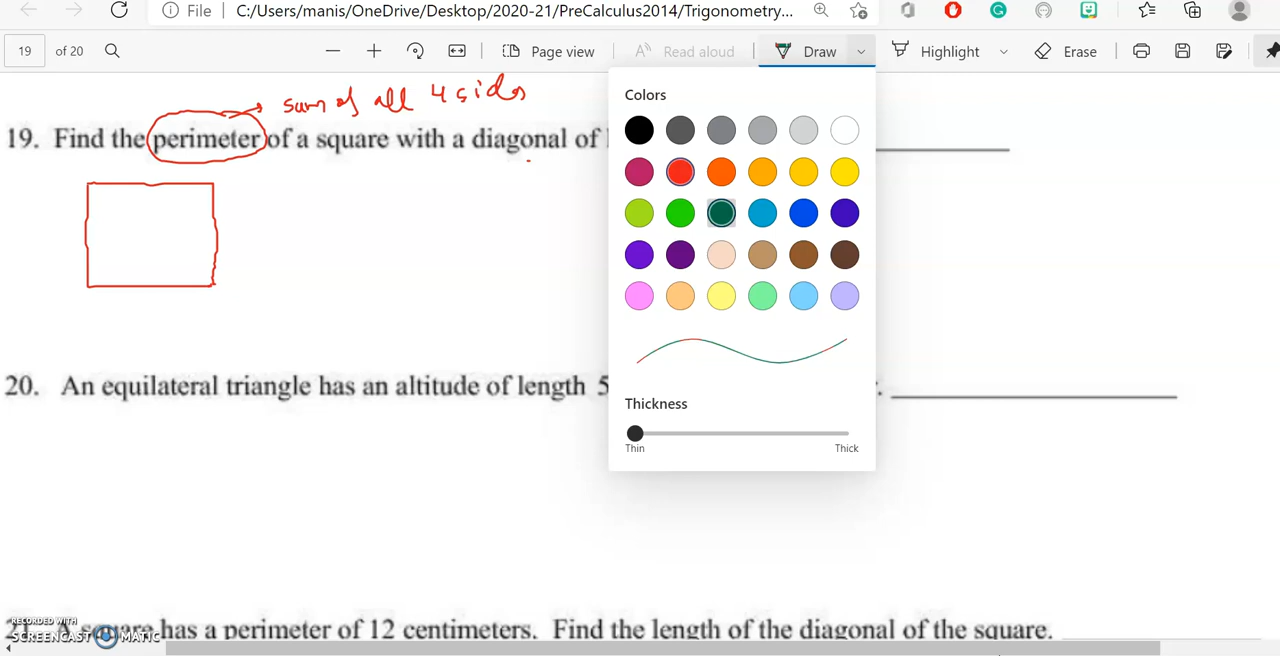 File | C:/Users/manis/OneDrive/Desktop/2020-21/PreCalculus2014/Trigonometry...
19 of 20 Page view Read aloud Draw Highlight Erase
sum of all 4 sides
19. Find the perimeter of a square with a diagonal of
Colors
20. An equilateral triangle has an altitude of length 5
Thickness
Thin Thick
21. A square has a perimeter of 12 centimeters. Find the length of the diagonal of the square.
RECORDED WITH
SCREENCAST MATIC